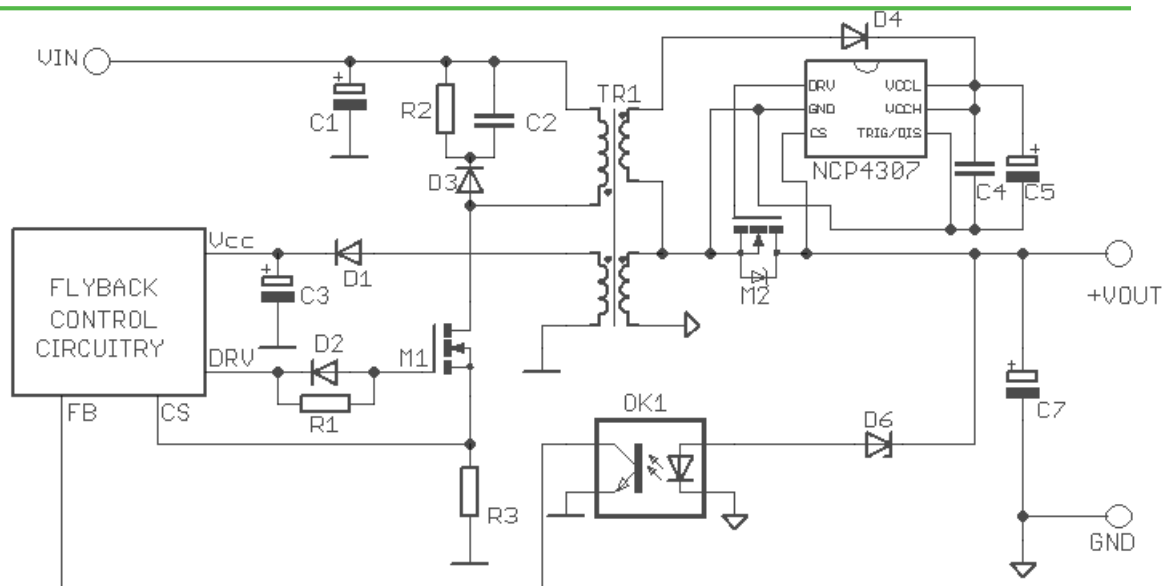 D4
VIN
DRV
VCCL
R2
TR1
GND
VCCH
C1
C2
CS
TRIG/DIS
NCP4307
D3
C4
C5
Vcc
D1
M2
+VOUT
FLYBACK
CONTROL
CIRCUITRY
C3
D2
M1
DRV
R1
OK1
D6
C7
FB
CS
R3
GND
+
+
+
+